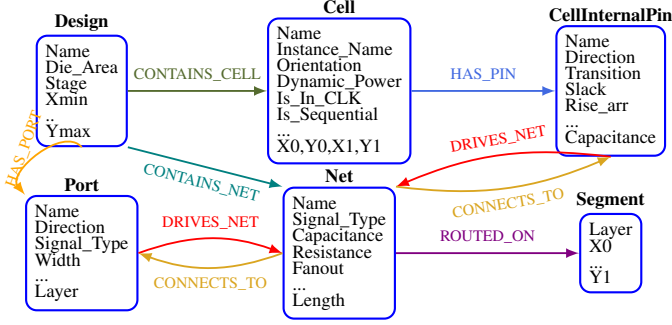 Design
Name
Die_Area
Stage
Xmin
..
Ymax
CONTAINS_CELL
Cell
Name
Instance_Name
Orientation
Dynamic_Power
Is_In_CLK
Is_Sequential
...
X0,Y0,X1,Y1
HAS_PIN
CellInternalPin
Name
Direction
Transition
Slack
Rise_arr
...
Capacitance
HAS_PORT
CONTAINS_NET
DRIVES_NET
CONNECTS_TO
Port
Name
Direction
Signal_Type
Width
...
Layer
DRIVES_NET
CONNECTS_TO
Net
Name
Signal_Type
Capacitance
Resistance
Fanout
...
Length
ROUTED_ON
Segment
Layer
X0
..
Y1